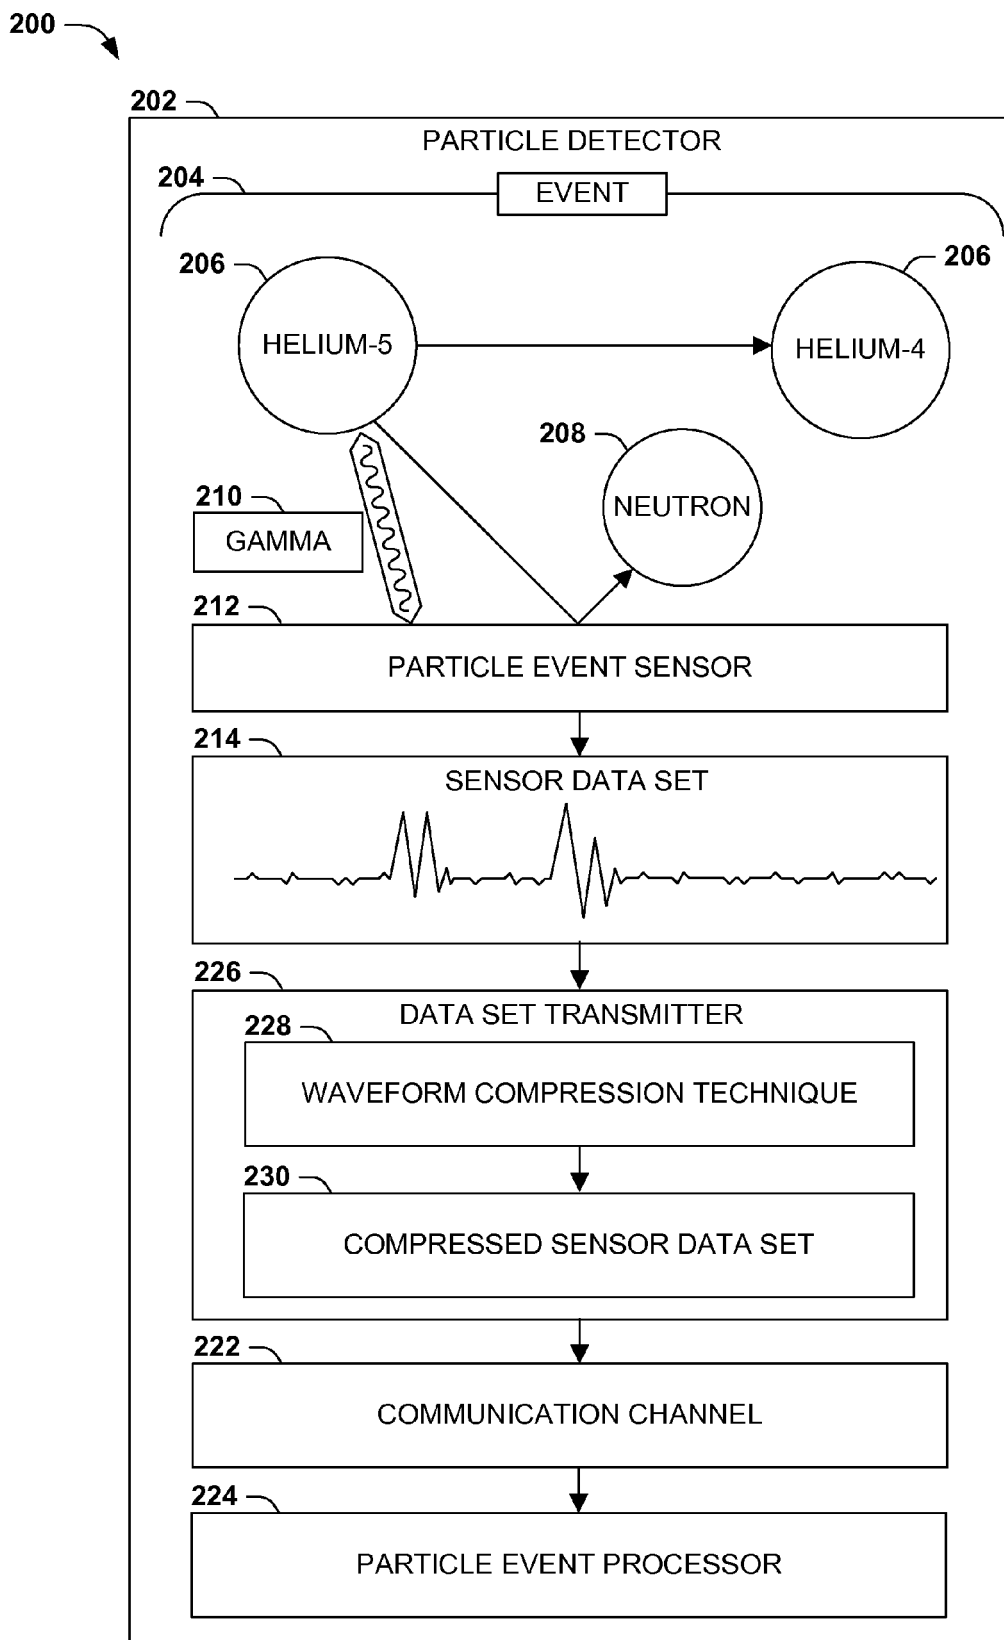 200
202
PARTICLE DETECTOR
204
EVENT
206
206
HELIUM-5
HELIUM-4
208
NEUTRON
210
GAMMA
212
PARTICLE EVENT SENSOR
214
SENSOR DATA SET
226
DATA SET TRANSMITTER
228
WAVEFORM COMPRESSION TECHNIQUE
230
COMPRESSED SENSOR DATA SET
222
COMMUNICATION CHANNEL
224
PARTICLE EVENT PROCESSOR